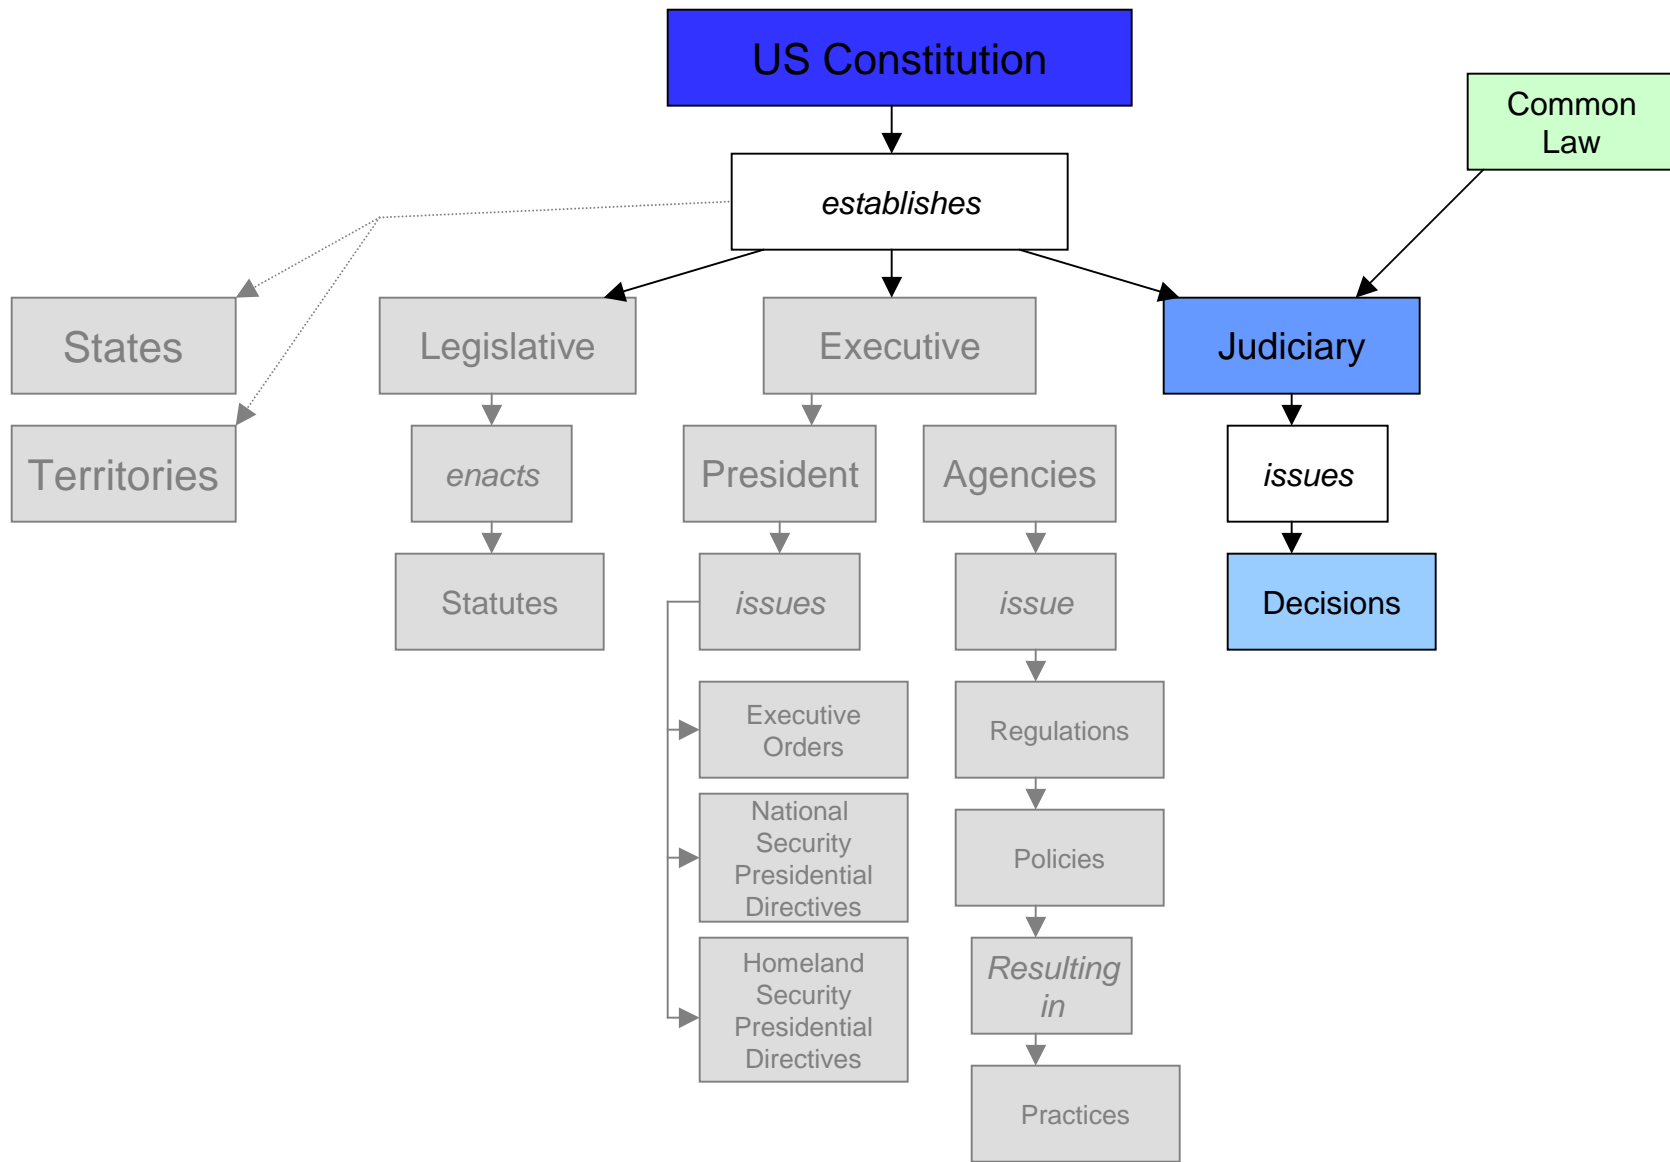 US Constitution
Common
Law
establishes
States
Legislative
Executive
Judiciary
Territories
enacts
President
Agencies
issues
Statutes
issues
issue
Decisions
Executive
Orders
Regulations
National
Security
Presidential
Directives
Policies
Homeland
Security
Presidential
Directives
Resulting
in
Practices